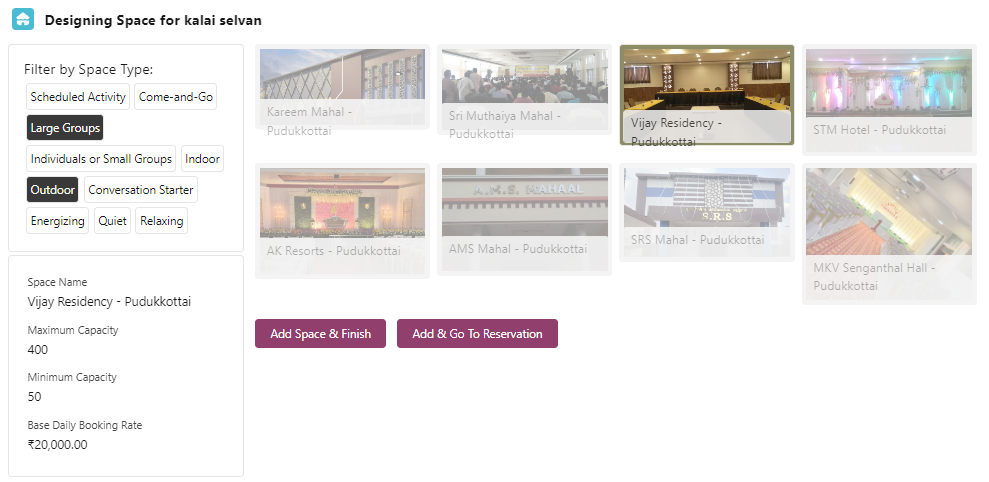 Designing Space for kalai selvan
Filter by Space Type:
Scheduled Activity
Come-and-Go
Large Groups
Individuals or Small Groups
Indoor
Outdoor
Conversation Starter
Energizing
Quiet
Relaxing
Space Name
Vijay Residency - Pudukkottai
Maximum Capacity
400
Minimum Capacity
50
Base Daily Booking Rate
₹20,000.00
Kareem Mahal -
Pudukkottai
Sri Muthaiya Mahal -
Pudukkottai
Vijay Residency -
Pudukkottai
STM Hotel - Pudukkottai
AK Resorts - Pudukkottai
A.M.S. MAHAAL
AMS Mahal - Pudukkottai
S.R.S
SRS Mahal - Pudukkottai
MKV Senganthal Hall -
Pudukkottai
Add Space & Finish
Add & Go To Reservation